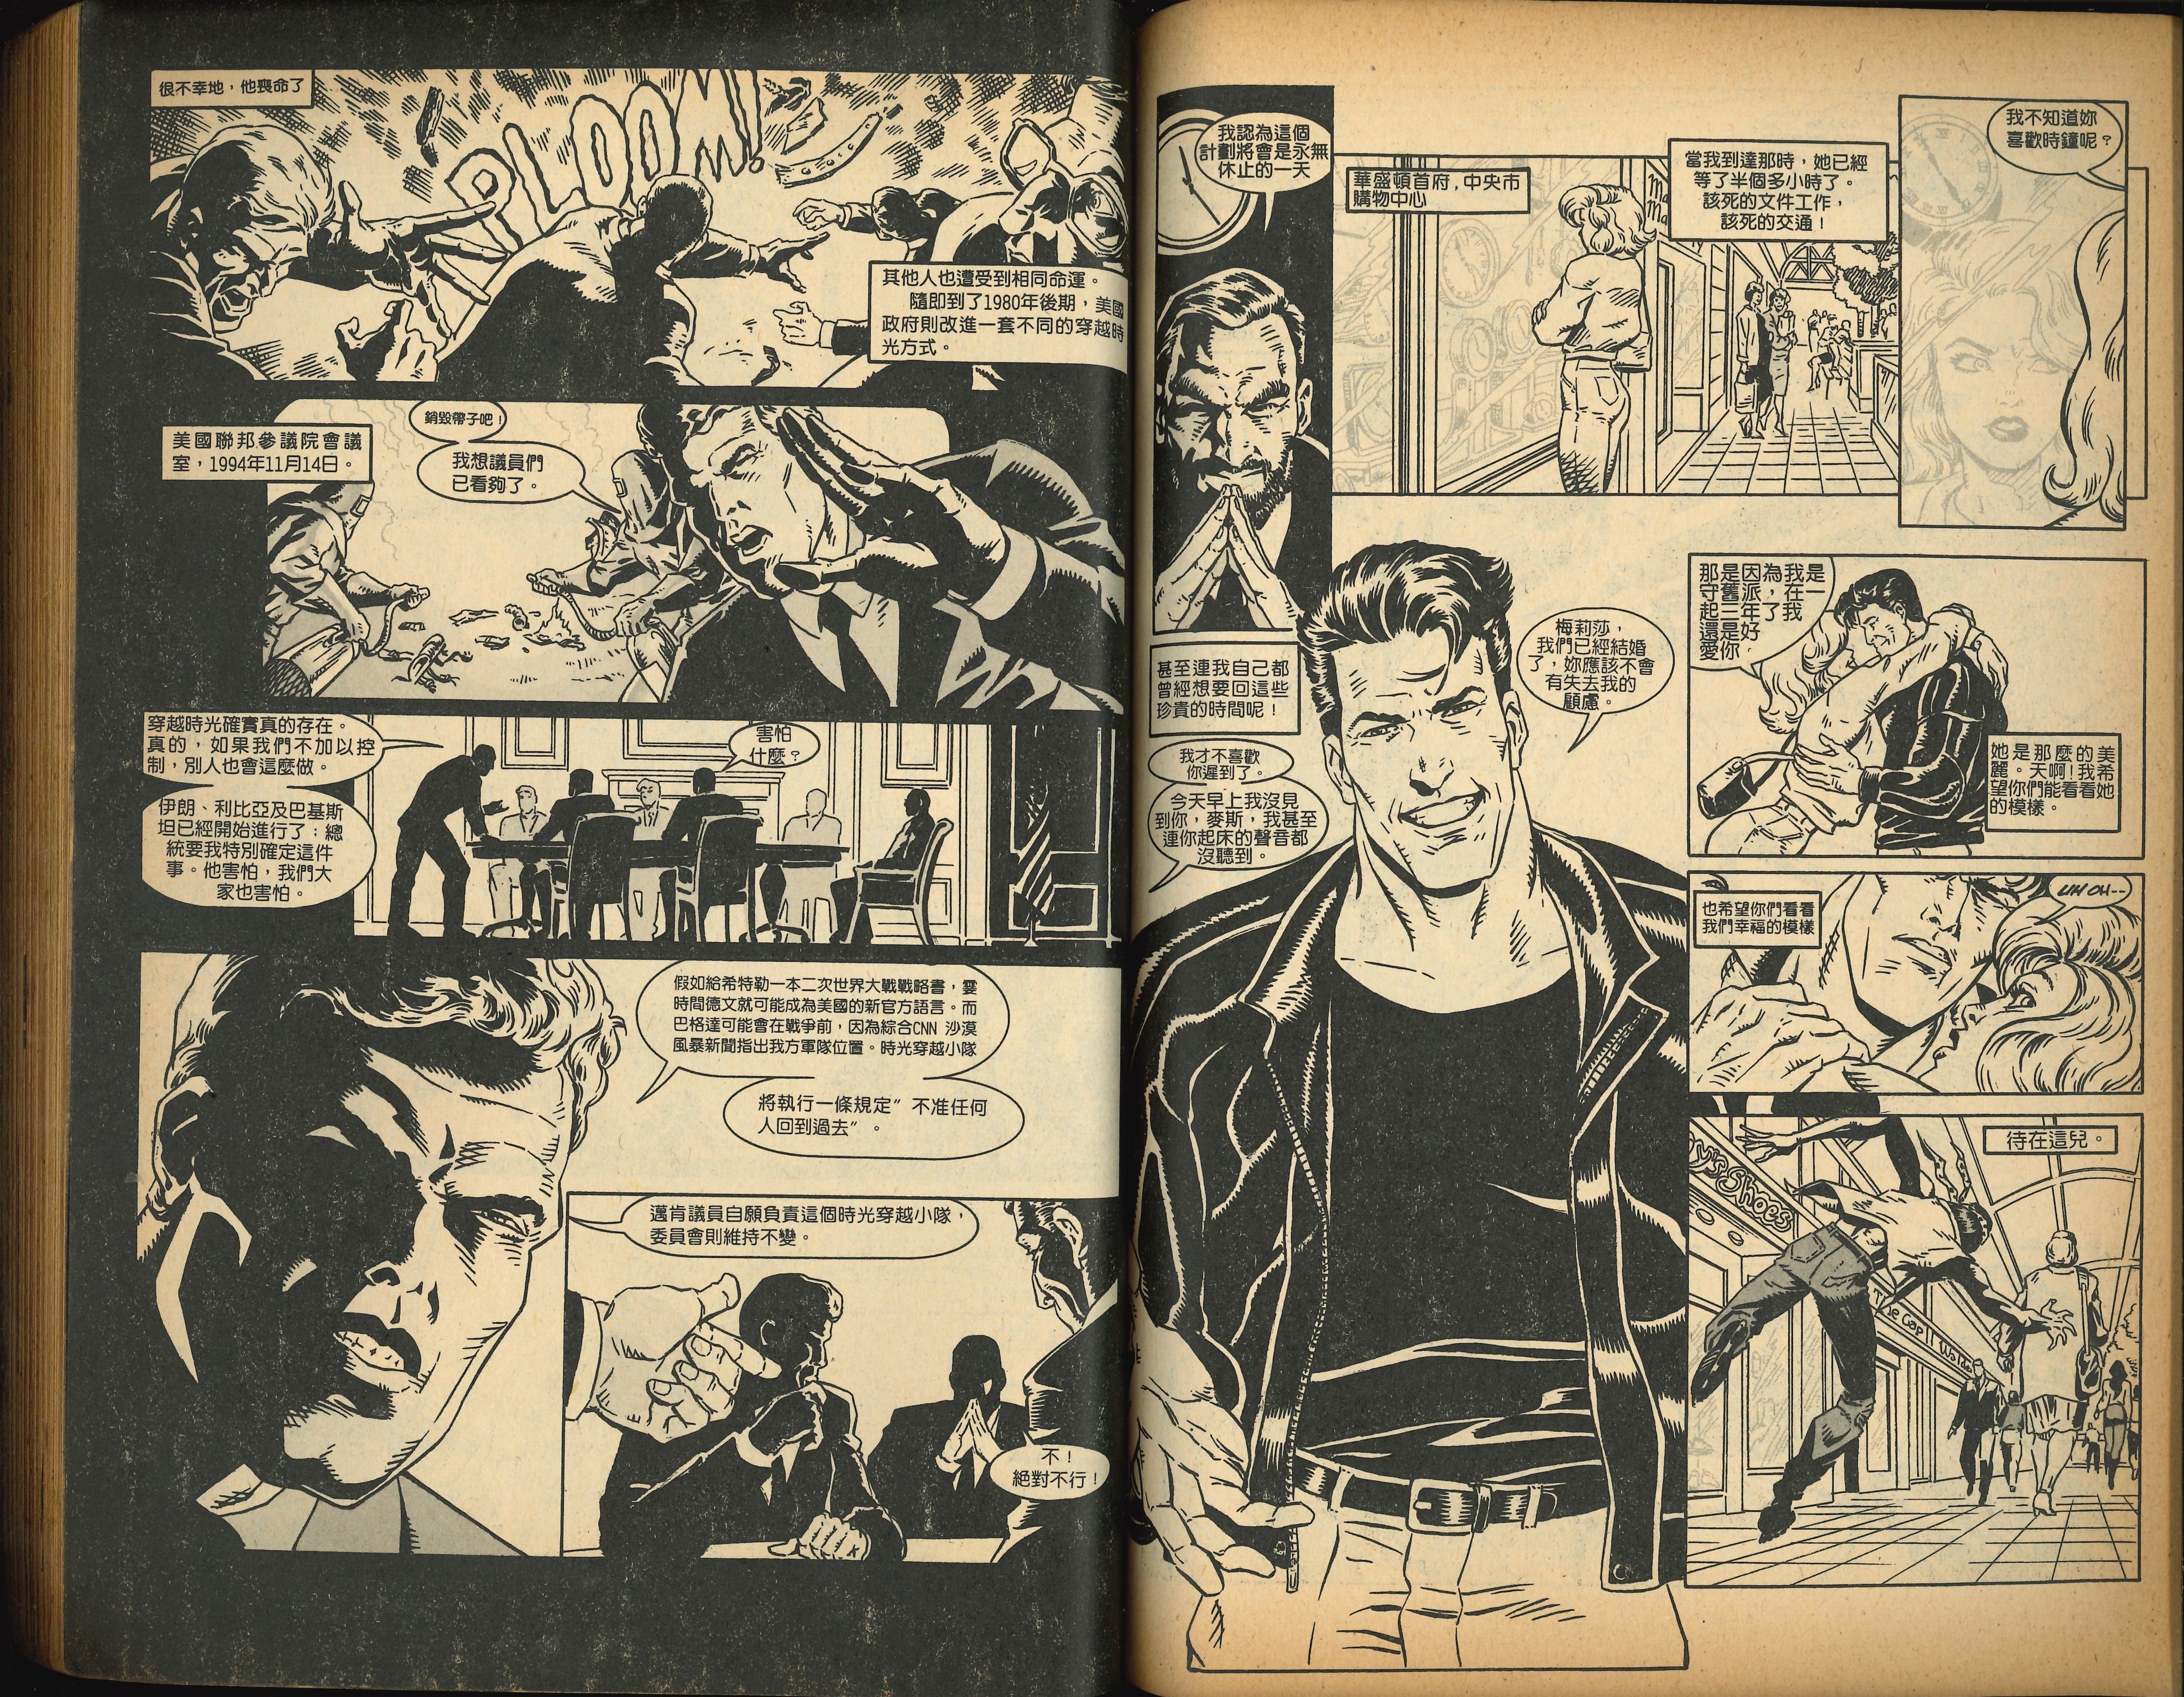 很不幸地，他喪命了
PLOOM!
其他人也遭受到相同命運。
隨即到了1980年後期，美國
政府則改進一套不同的穿越時
光方式。
美國聯邦參議院會議
室，1994年11月14日。
銷毀帶子吧！
我想議員們
已看夠了。
穿越時光確實真的存在。
真的，如果我們不加以控
制，別人也會這麼做。
伊朗、利比亞及巴基斯
坦已經開始進行了；總
統要我特別確定這件
事。他害怕，我們大
家也害怕。
害怕
什麼？
假如給希特勒一本二次世界大戰戰略書，霎
時間德文就可能成為美國的新官方語言。而
巴格達可能會在戰爭前，因為綜合CNN 沙漠
風暴新聞指出我方軍隊位置。時光穿越小隊
將執行一條規定〞不准任何
人回到過去〞。
邁肯議員自願負責這個時光穿越小隊，
委員會則維持不變。
不！
絕對不行！
我認為這個
計劃將會是永無
休止的一天
華盛頓首府，中央市
購物中心
當我到達那時，她已經
等了半個多小時了。
該死的文件工作，
該死的交通！
我不知道妳
喜歡時鐘呢？
甚至連我自己都
曾經想要回這些
珍貴的時間呢！
我才不喜歡
你遲到了。
今天早上我沒見
到你，麥斯，我甚至
連你起床的聲音都
沒聽到。
梅莉莎，
我們已經結婚
了，妳應該不會
有失去我的
顧慮。
那是因為我是
守舊派，在一
起三年了我
還是好
愛你。
她是那麼的美
麗。天啊！我希
望你們能看看她
的模樣。
也希望你們看看
我們幸福的模樣
UH OH--
待在這兒。
y's Shoes
The Gap
Walde